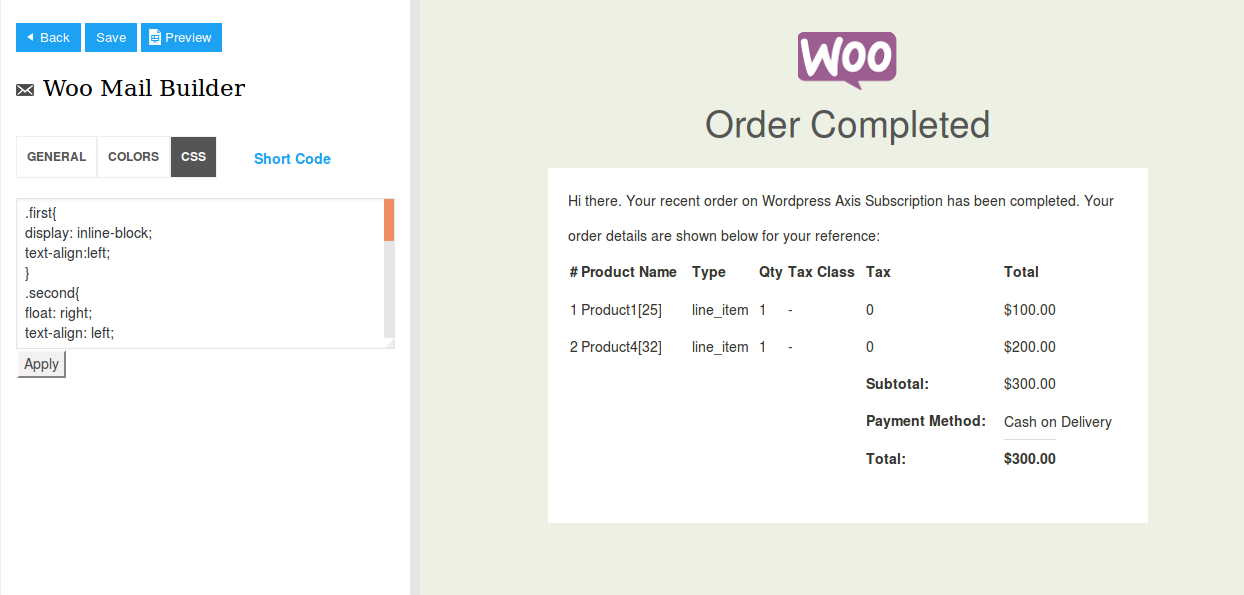 Back Save Preview
Woo Mail Builder
GENERAL COLORS CSS Short Code
.first{
display: inline-block;
text-align:left;
}
.second{
float: right;
text-align: left;
Apply
WOO
Order Completed
Hi there. Your recent order on Wordpress Axis Subscription has been completed. Your
order details are shown below for your reference:
# Product Name Type Qty Tax Class Tax Total
1 Product1[25] line_item 1 - 0 $100.00
2 Product4[32] line_item 1 - 0 $200.00
Subtotal: $300.00
Payment Method: Cash on Delivery
Total: $300.00